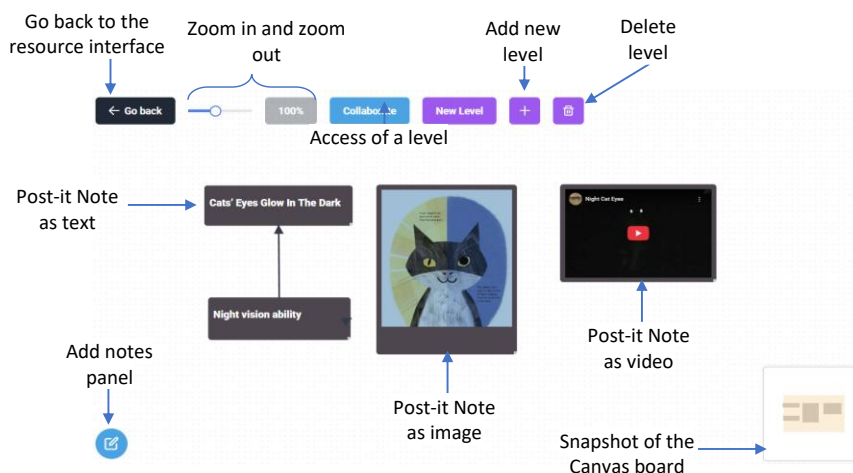 Go back to the
resource interface
Zoom in and zoom
out
Add new
level
Delete
level
← Go back
100%
Collaborate
New Level
+
Access of a level
Post-it Note
as text
Cats' Eyes Glow In The Dark
Night Cat Eyes
Night vision ability
Post-it Note
as video
Add notes
panel
Post-it Note
as image
Snapshot of the
Canvas board